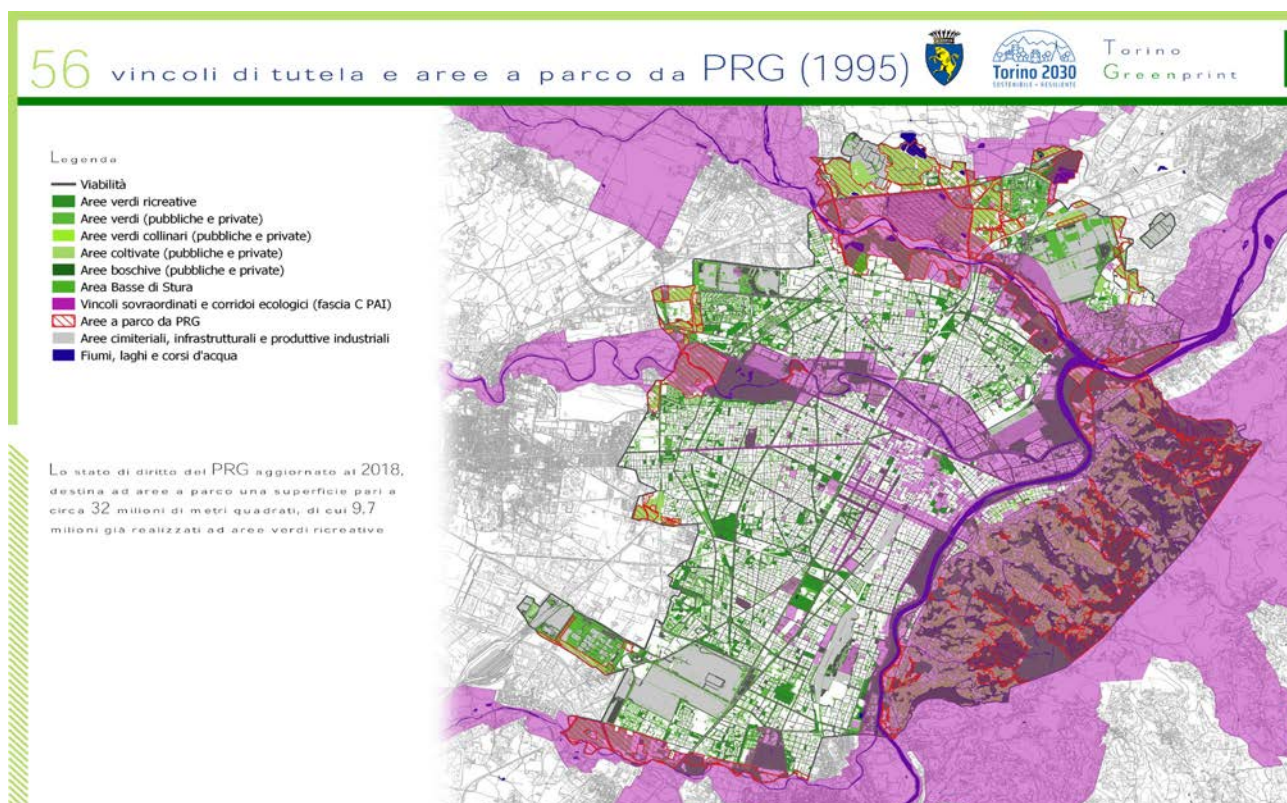 56 vincoli di tutela e aree a parco da PRG (1995)
Torino 2030
SOSTENIBILE • RESILIENTE
Torino
Greenprint
Legenda
Viabilità
Aree verdi ricreative
Aree verdi (pubbliche e private)
Aree verdi collinari (pubbliche e private)
Aree coltivate (pubbliche e private)
Aree boschive (pubbliche e private)
Area Basse di Stura
Vincoli sovraordinati e corridoi ecologici (fascia C PAI)
Aree a parco da PRG
Aree cimiteriali, infrastrutturali e produttive industriali
Fiumi, laghi e corsi d'acqua
Lo stato di diritto del PRG aggiornato al 2018,
destina ad aree a parco una superficie pari a
circa 32 milioni di metri quadrati, di cui 9.7
milioni già realizzati ad aree verdi ricreative